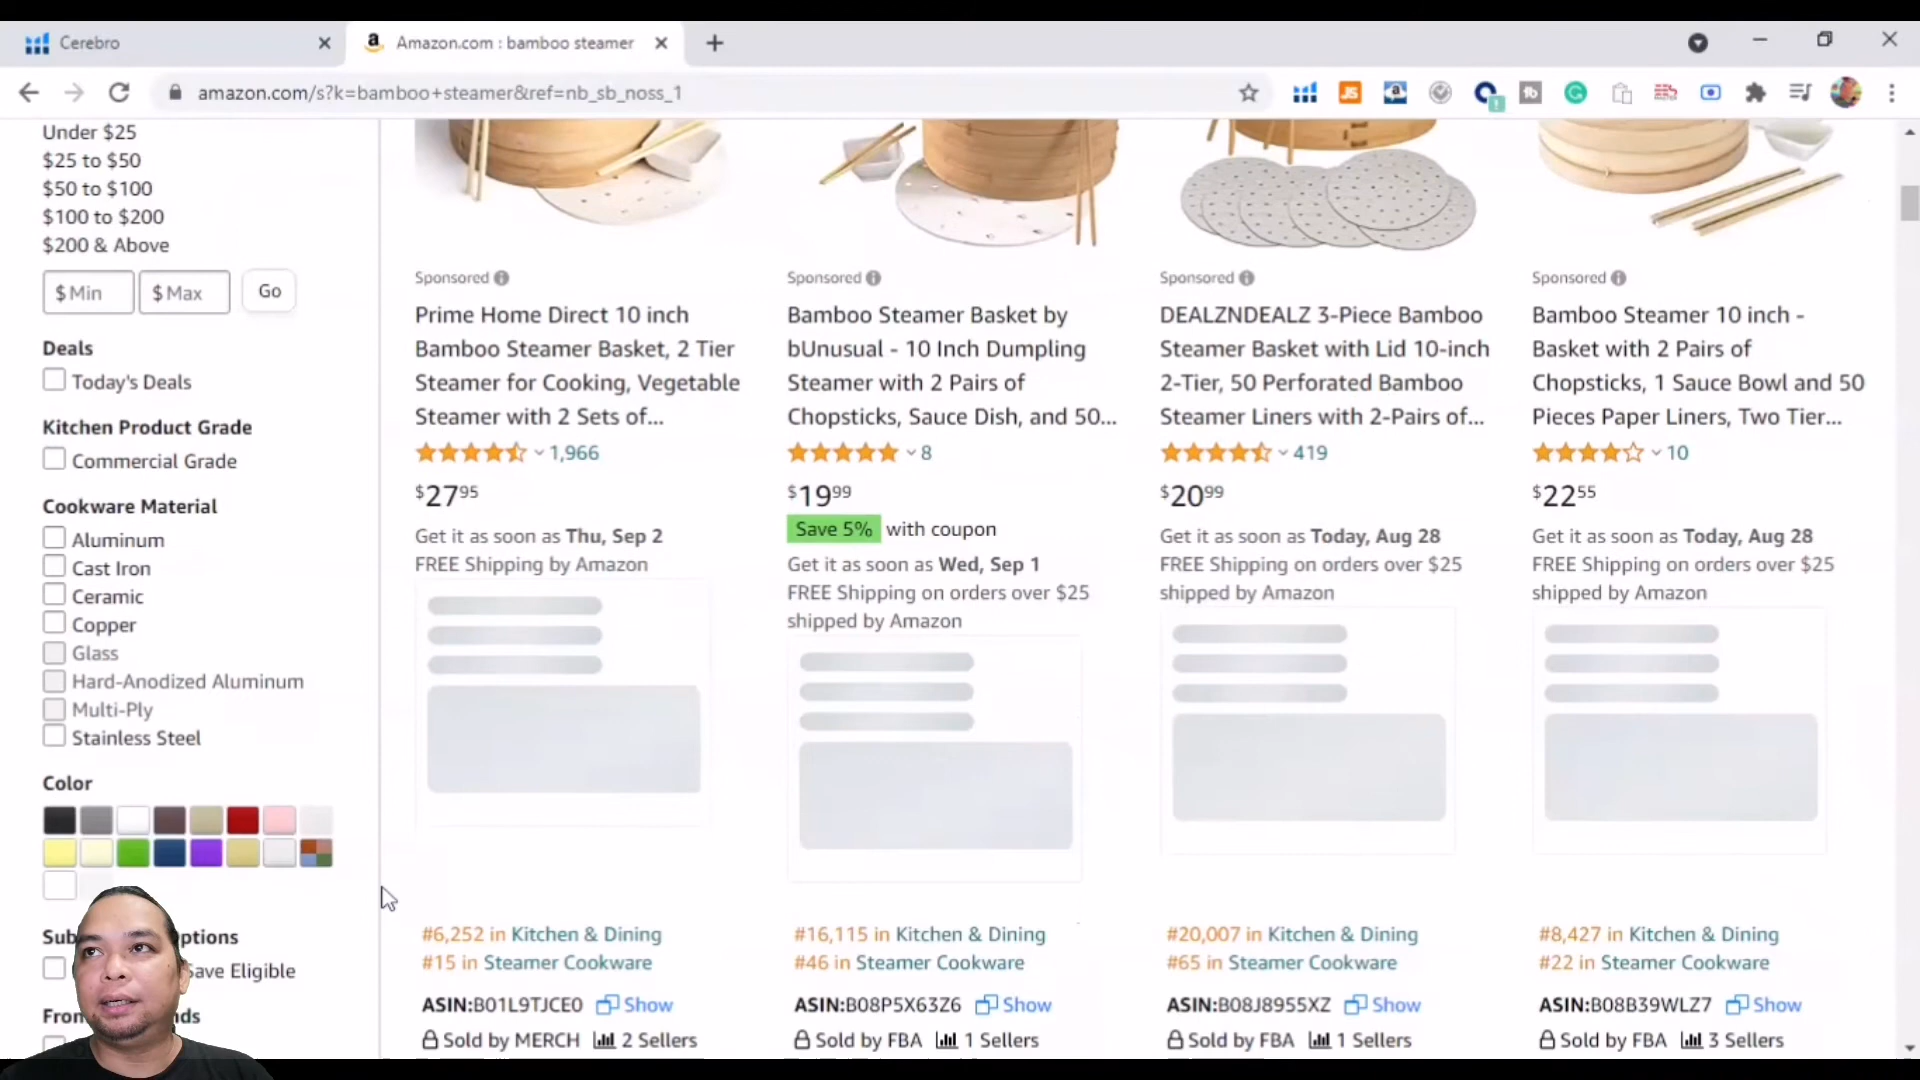 Cerebro
Amazon.com : bamboo steamer
amazon.com/s?k=bamboo+steamer&ref=nb_sb_noss_1
Under $25
$25 to $50
$50 to $100
$100 to $200
$200 & Above
$ Min
$ Max
Go
Deals
Today's Deals
Kitchen Product Grade
Commercial Grade
Cookware Material
Aluminum
Cast Iron
Ceramic
Copper
Glass
Hard-Anodized Aluminum
Multi-Ply
Stainless Steel
Color
Sponsored
Prime Home Direct 10 inch
Bamboo Steamer Basket, 2 Tier
Steamer for Cooking, Vegetable
Steamer with 2 Sets of...
1,966
$27.95
Get it as soon as Thu, Sep 2
FREE Shipping by Amazon
#6,252 in Kitchen & Dining
#15 in Steamer Cookware
ASIN:B01L9TJCE0 Show
Sold by MERCH 2 Sellers
Sponsored
Bamboo Steamer Basket by
bUnusual - 10 Inch Dumpling
Steamer with 2 Pairs of
Chopsticks, Sauce Dish, and 50...
8
$19.99
Save 5% with coupon
Get it as soon as Wed, Sep 1
FREE Shipping on orders over $25
shipped by Amazon
#16,115 in Kitchen & Dining
#46 in Steamer Cookware
ASIN:B08P5X63Z6 Show
Sold by FBA 1 Sellers
Sponsored
DEALZNDEALZ 3-Piece Bamboo
Steamer Basket with Lid 10-inch
2-Tier, 50 Perforated Bamboo
Steamer Liners with 2-Pairs of...
419
$20.99
Get it as soon as Today, Aug 28
FREE Shipping on orders over $25
shipped by Amazon
#20,007 in Kitchen & Dining
#65 in Steamer Cookware
ASIN:B08J8955XZ Show
Sold by FBA 1 Sellers
Sponsored
Bamboo Steamer 10 inch -
Basket with 2 Pairs of
Chopsticks, 1 Sauce Bowl and 50
Pieces Paper Liners, Two Tier...
10
$22.55
Get it as soon as Today, Aug 28
FREE Shipping on orders over $25
shipped by Amazon
#8,427 in Kitchen & Dining
#22 in Steamer Cookware
ASIN:B08B39WLZ7 Show
Sold by FBA 3 Sellers